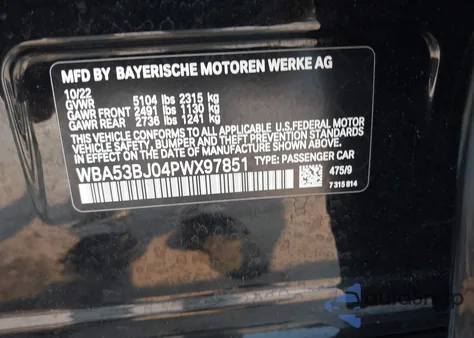 MFD BY BAYERISCHE MOTOREN WERKE AG
10/22
GVWR 5104 lbs 2315 kg
GAWR FRONT 2491 lbs 1130 kg
GAWR REAR 2736 lbs 1241 kg
THIS VEHICLE CONFORMS TO ALL APPLICABLE U.S.FEDERAL MOTOR
VEHICLE SAFETY, BUMPER AND THEFT PREVENTION STANDARDS
IN EFFECT ON THE DATE OF MANUFACTURE SHOWN ABOVE.
WBA53BJ04PWX97851 TYPE: PASSENGER CAR
475/9
7 315 814